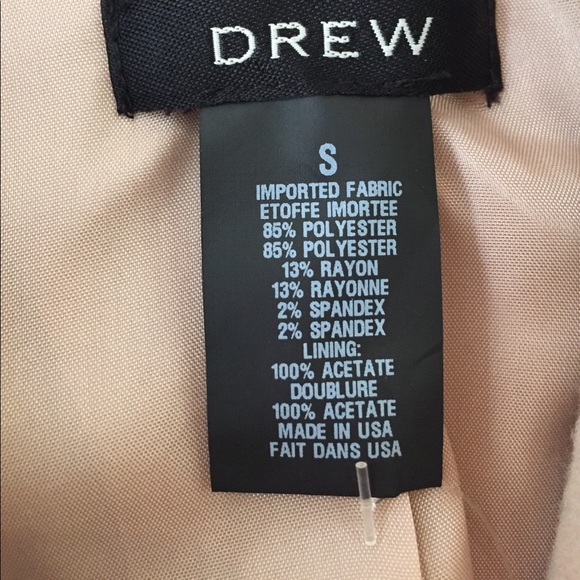 DREW
S
IMPORTED FABRIC
ETOFFE IMORTEE
85% POLYESTER
85% POLYESTER
13% RAYON
13% RAYONNE
2% SPANDEX
2% SPANDEX
LINING:
100% ACETATE
DOUBLURE
100% ACETATE
MADE IN USA
FAIT DANS USA